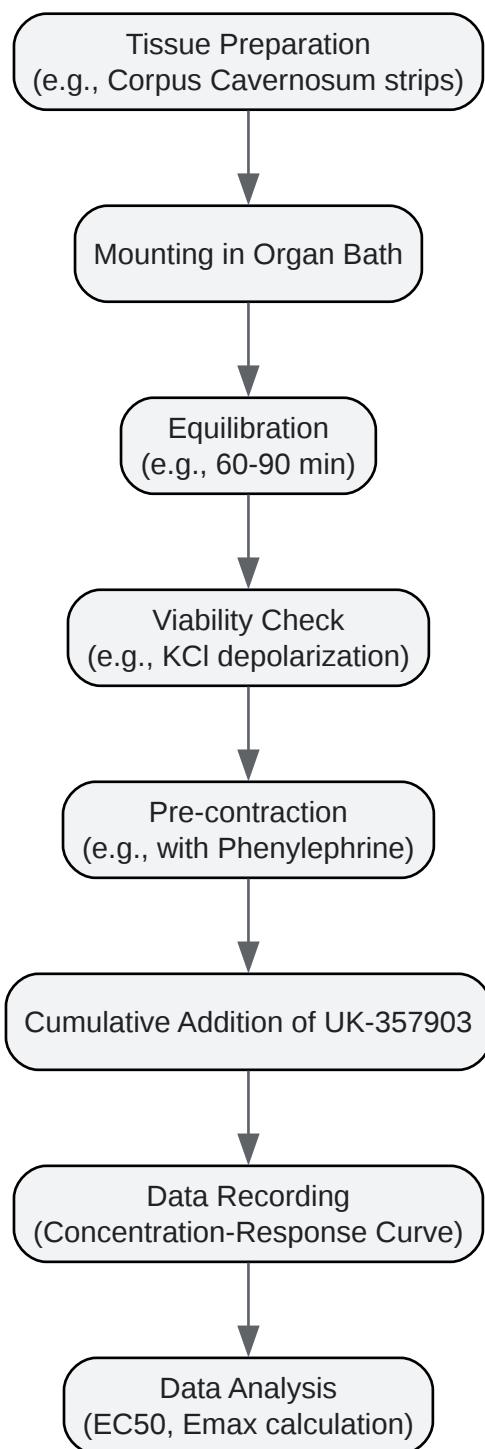 Tissue Preparation
(e.g., Corpus Cavernosum strips)
Mounting in Organ Bath
Equilibration
(e.g., 60-90 min)
Viability Check
(e.g., KCl depolarization)
Pre-contraction
(e.g., with Phenylephrine)
Cumulative Addition of UK-357903
Data Recording
(Concentration-Response Curve)
Data Analysis
(EC50, Emax calculation)